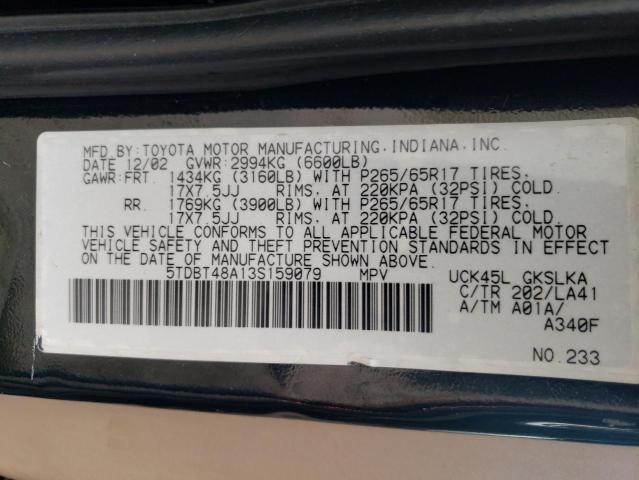 MFD BY:TOYOTA MOTOR MANUFACTURING.INDIANA.INC.
DATE 12/02 GVWR:2994KG (6600LB)
GAWR:FRT. 1434KG (3160LB) WITH P265/65R17 TIRES.
17X7.5JJ RIMS. AT 220KPA (32PSI) COLD.
RR. 1769KG (3900LB) WITH P265/65R17 TIRES.
17X7.5JJ RIMS. AT 220KPA (32PSI) COLD.
THIS VEHICLE CONFORMS TO ALL APPLICABLE FEDERAL MOTOR
VEHICLE SAFETY AND THEFT PREVENTION STANDARDS IN EFFECT
ON THE DATE OF MANUFACTURE SHOWN ABOVE.
5TDBT48A13S159079 MPV UCK45L GKSLKA
C/TR 202/LA41
A/TM A01A/
A340F
NO.233